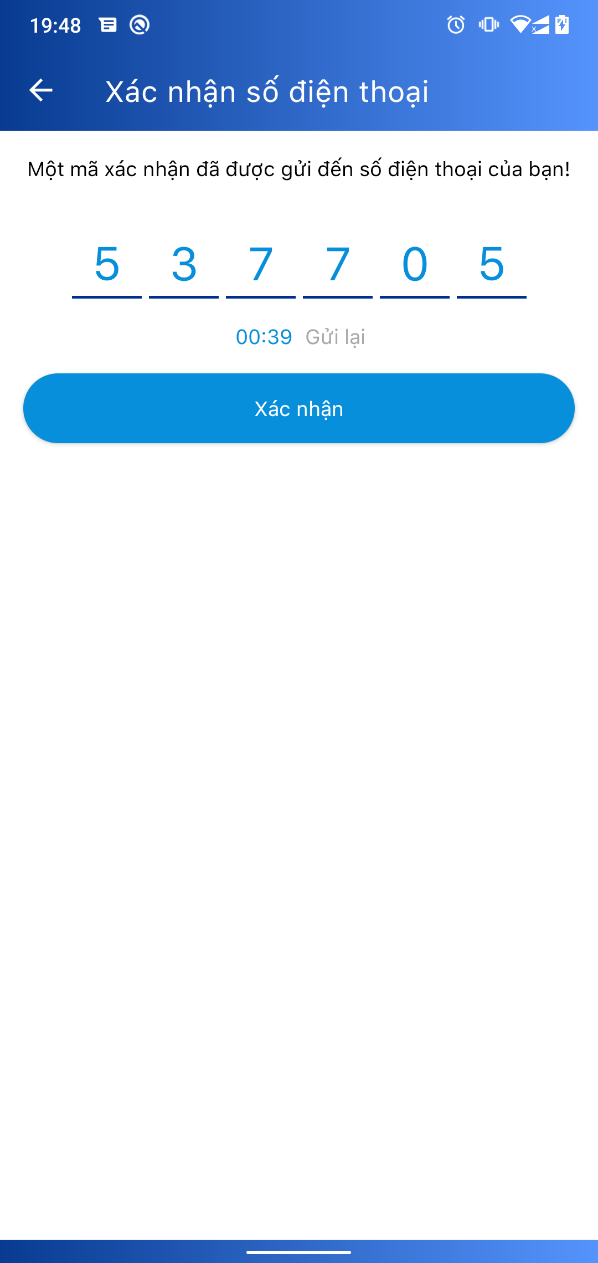 19:48
Xác nhận số điện thoại
Một mã xác nhận đã được gửi đến số điện thoại của bạn!
5 3 7 7 0 5
00:39 Gửi lại
Xác nhận